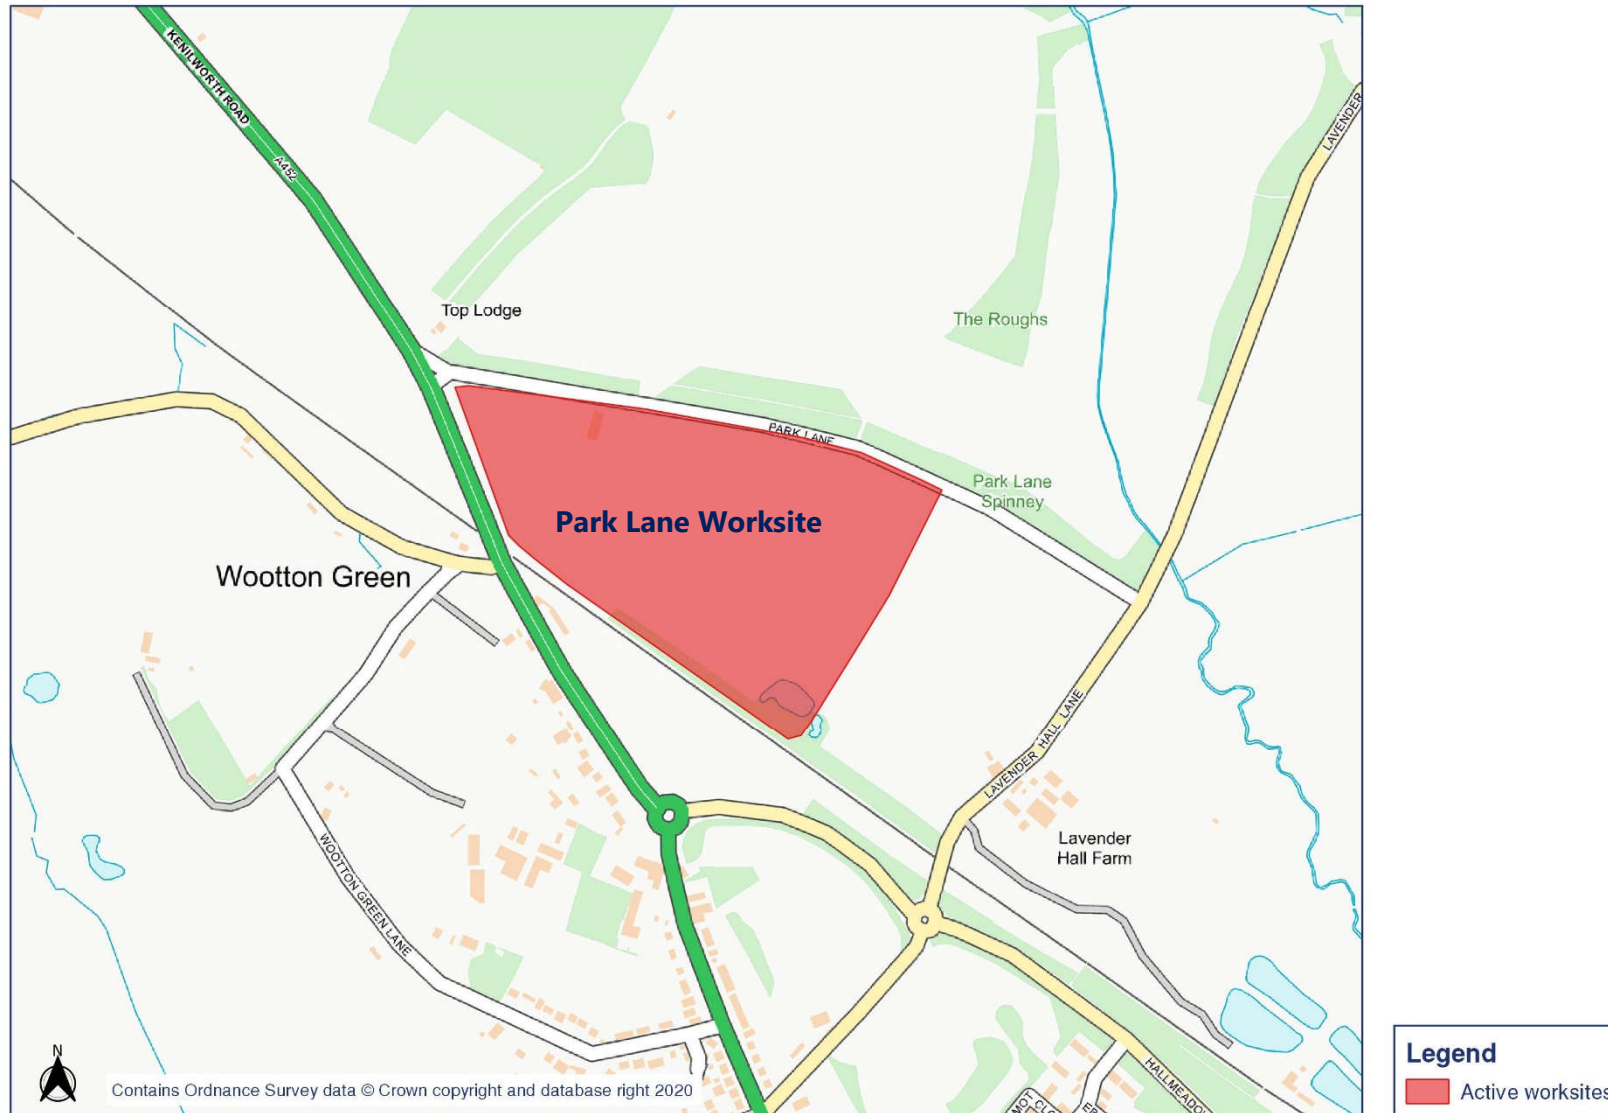 KENILWORTH ROAD
A452
LAVENDER
Top Lodge
The Roughs
PARK LANE
Park Lane
Spinney
Park Lane Worksite
Wootton Green
LAVENDER HALL LANE
Lavender
Hall Farm
WOOTTON GREEN LANE
HALLMEADOW
N
Contains Ordnance Survey data © Crown copyright and database right 2020
Legend
Active worksites